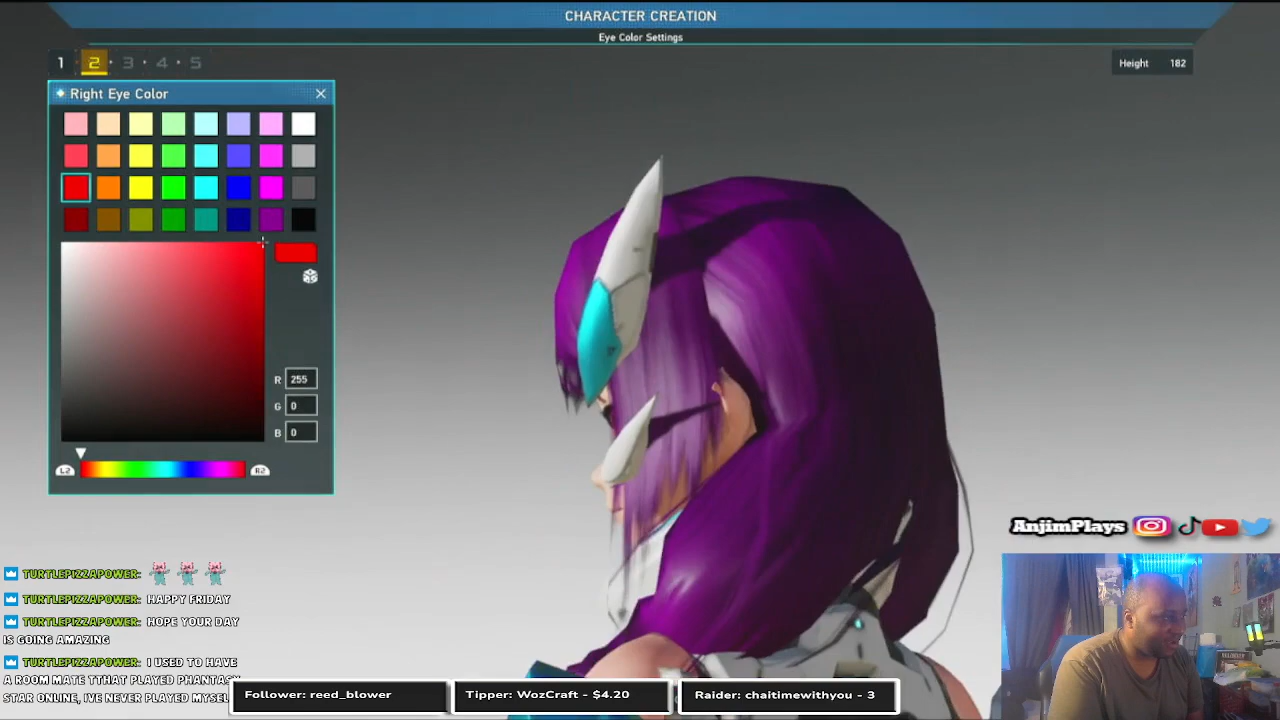 CHARACTER CREATION
Eye Color Settings
1 2 3 4 5
Height 182
Right Eye Color
R 255
G 0
B 0
L2 R2
AnjimPlays
TURTLEPIZZAPOWER:
TURTLEPIZZAPOWER: HAPPY FRIDAY
TURTLEPIZZAPOWER: HOPE YOUR DAY
IS GOING AMAZING
TURTLEPIZZAPOWER: I USED TO HAVE
A ROOM MATE TTHAT PLAYED PHANTAS
STAR ONLINE, IVE NEVER PLAYED MYSEL
Follower: reed_blower
Tipper: WozCraft - $4.20
Raider: chaitimewithyou - 3